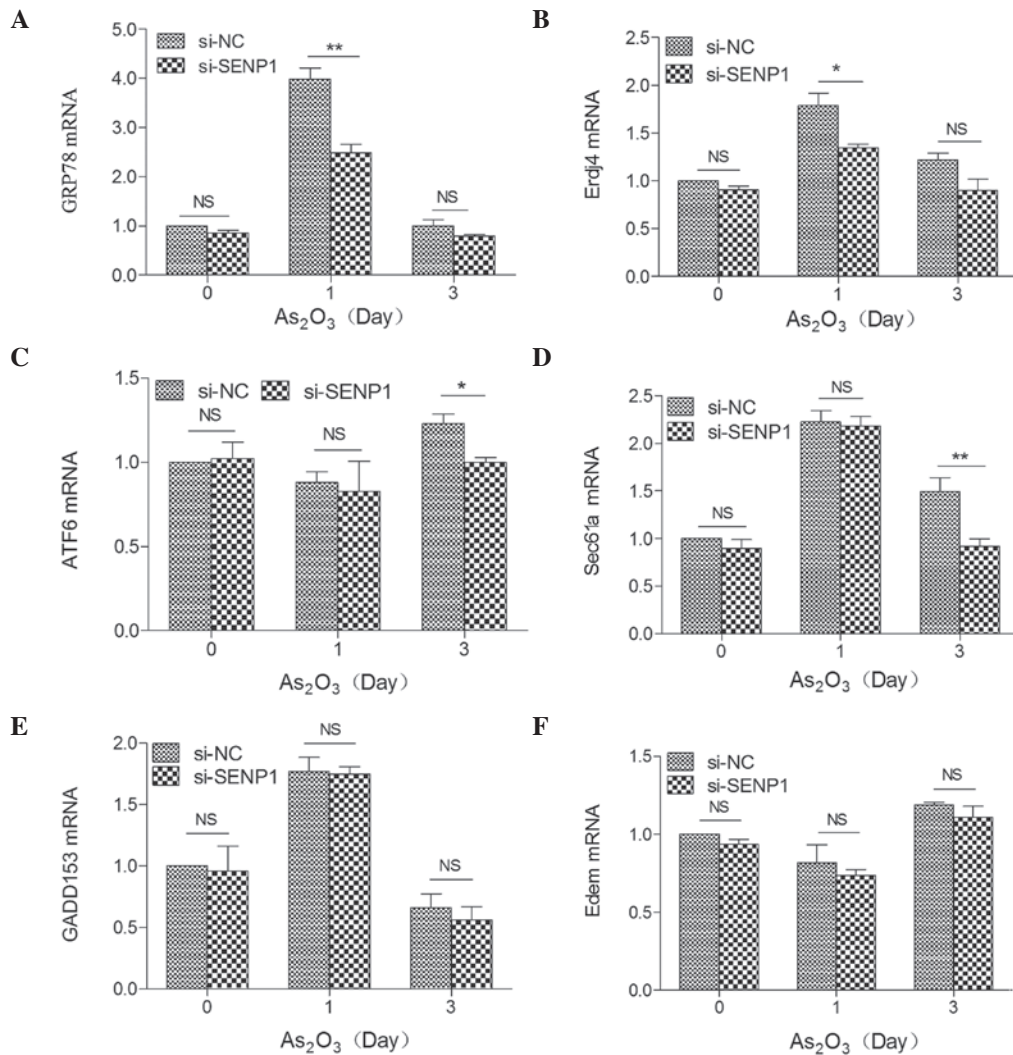 A
GRP78 mRNA
5.0
4.0
3.0
2.0
1.0
0.0
si-NC
si-SENP1
NS
**
NS
0 1 3
As₂O₃（Day）
B
Erdj4 mRNA
2.5
2.0
1.5
1.0
0.5
0.0
si-NC
si-SENP1
NS
*
NS
0 1 3
As₂O₃（Day）
C
ATF6 mRNA
1.5
1.0
0.5
0.0
si-NC si-SENP1
NS
NS
*
0 1 3
As₂O₃（Day）
D
Sec61a mRNA
2.5
2.0
1.5
1.0
0.5
0.0
si-NC
si-SENP1
NS
NS
**
0 1 3
As₂O₃（Day）
E
GADD153 mRNA
2.0
1.5
1.0
0.5
0.0
si-NC
si-SENP1
NS
NS
NS
0 1 3
As₂O₃（Day）
F
Edem mRNA
1.5
1.0
0.5
0.0
si-NC
si-SENP1
NS
NS
NS
0 1 3
As₂O₃（Day）